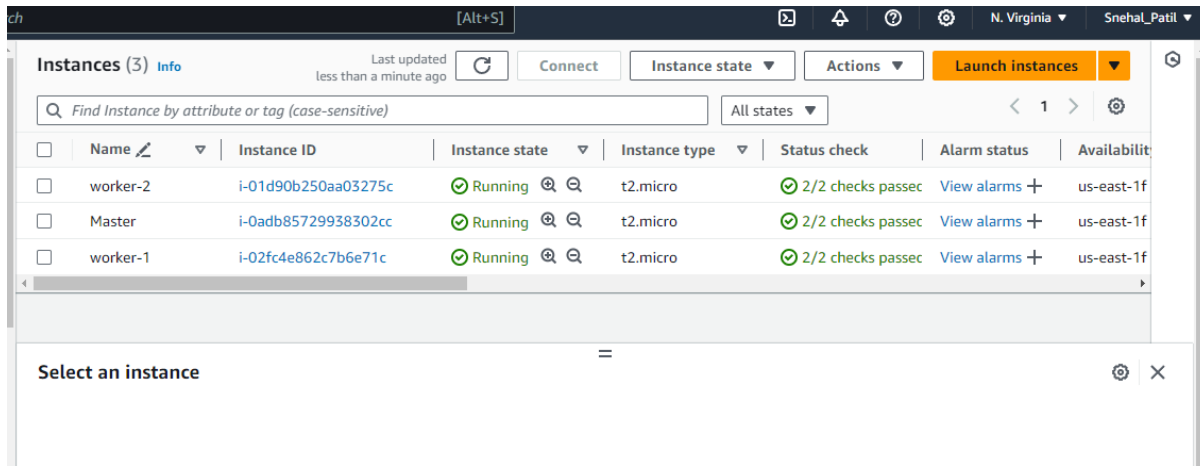 rch [Alt+S] N. Virginia ▼ Snehal_Patil ▼
Instances (3) Info Last updated less than a minute ago Connect Instance state ▼ Actions ▼ Launch instances ▼
Find Instance by attribute or tag (case-sensitive) All states ▼ < 1 >
Name Instance ID Instance state Instance type Status check Alarm status Availability
worker-2 i-01d90b250aa03275c Running t2.micro 2/2 checks passec View alarms + us-east-1f
Master i-0adb85729938302cc Running t2.micro 2/2 checks passec View alarms + us-east-1f
worker-1 i-02fc4e862c7b6e71c Running t2.micro 2/2 checks passec View alarms + us-east-1f
Select an instance